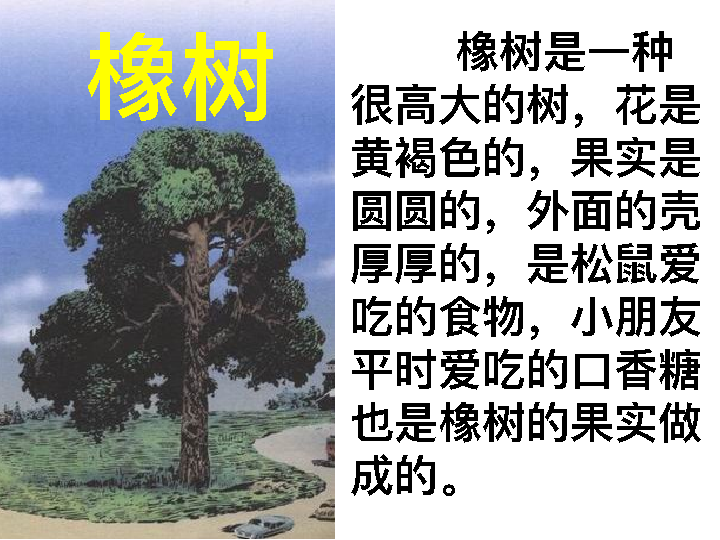 橡树
橡树是一种
很高大的树，花是
黄褐色的，果实是
圆圆的，外面的壳
厚厚的，是松鼠爱
吃的食物，小朋友
平时爱吃的口香糖
也是橡树的果实做
成的。